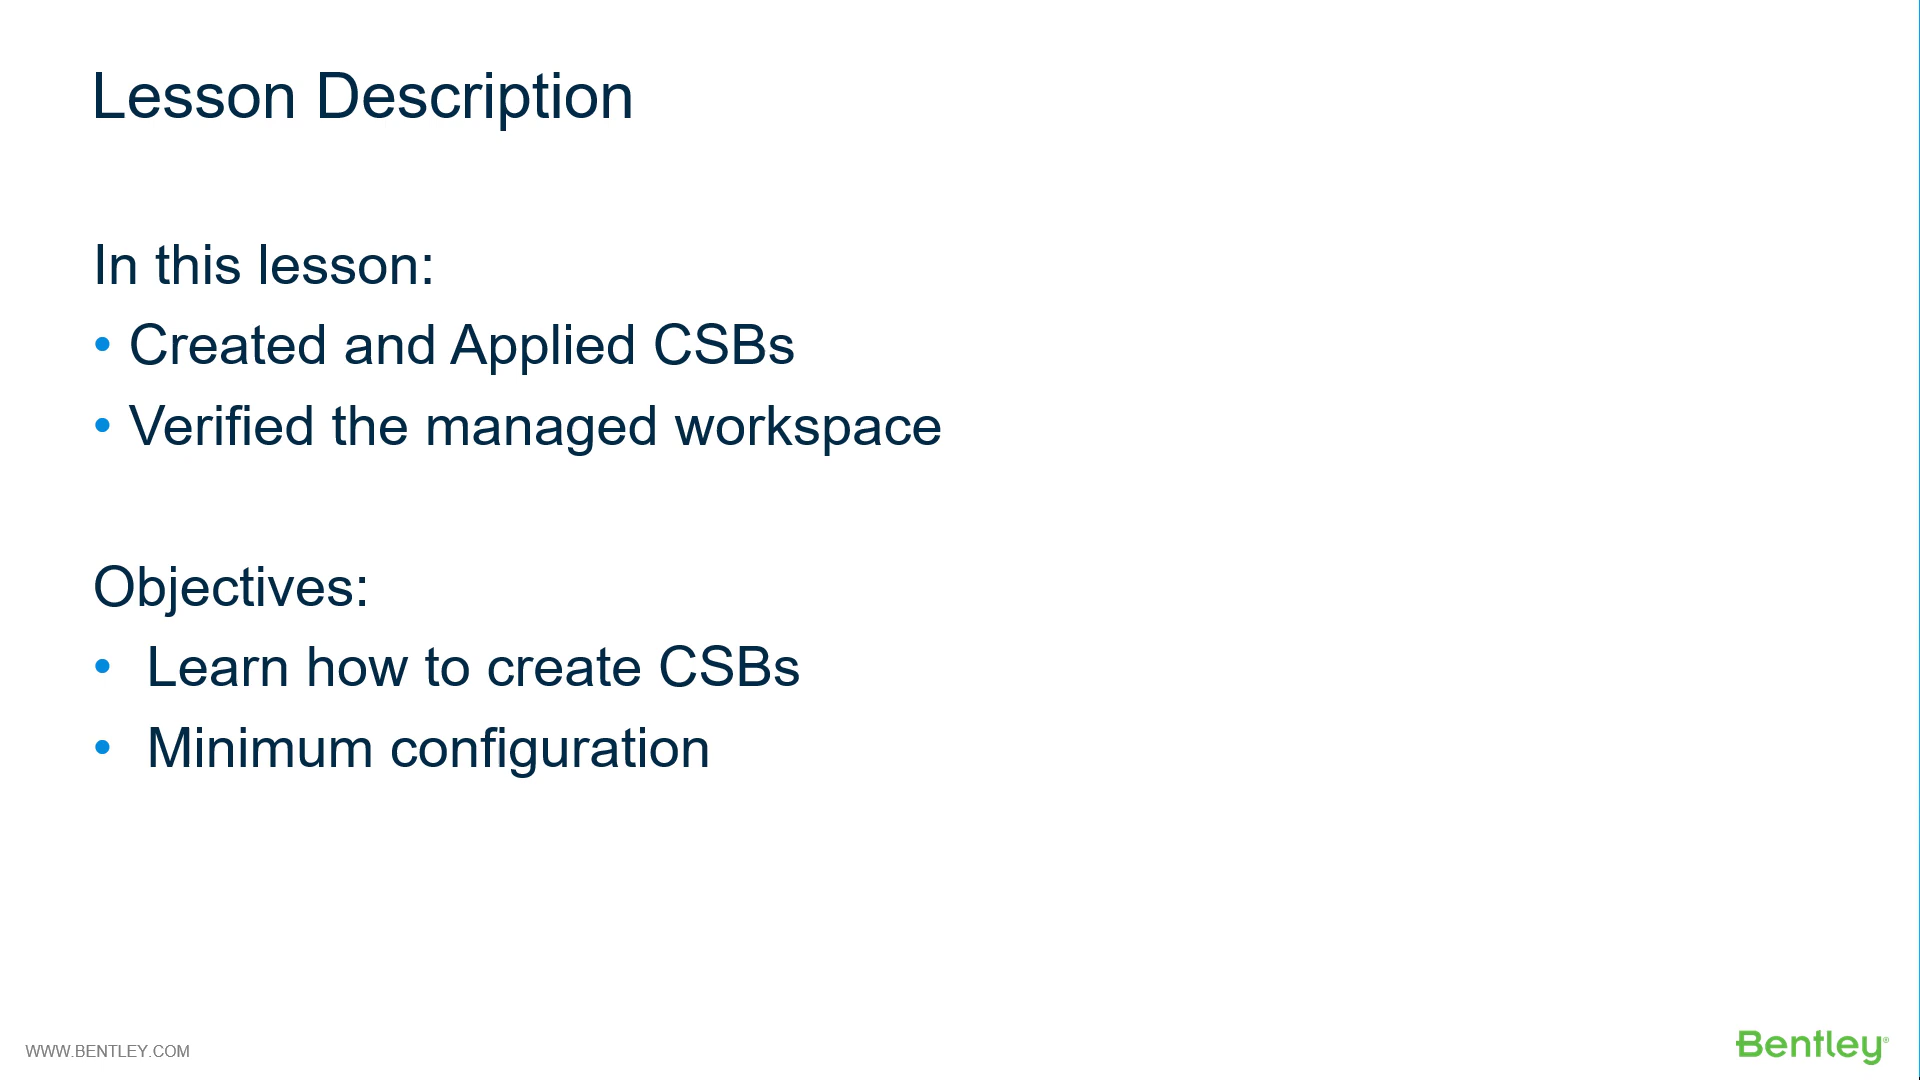 Lesson Description
In this lesson:
• Created and Applied CSBs
• Verified the managed workspace
Objectives:
• Learn how to create CSBs
• Minimum configuration
WWW.BENTLEY.COM
Bentley®